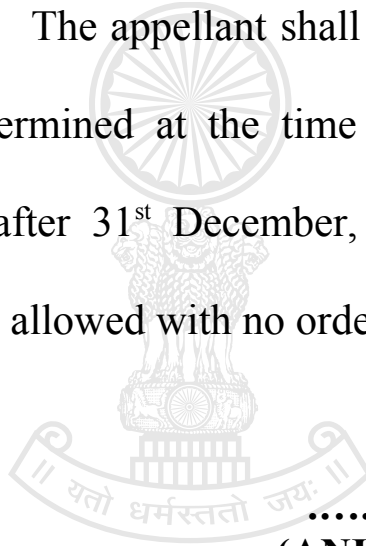 The appellant shall
ermined at the time
after 31st December,
allowed with no orde
॥ यतो धर्मस्ततो जयः ॥
.....
(ANI